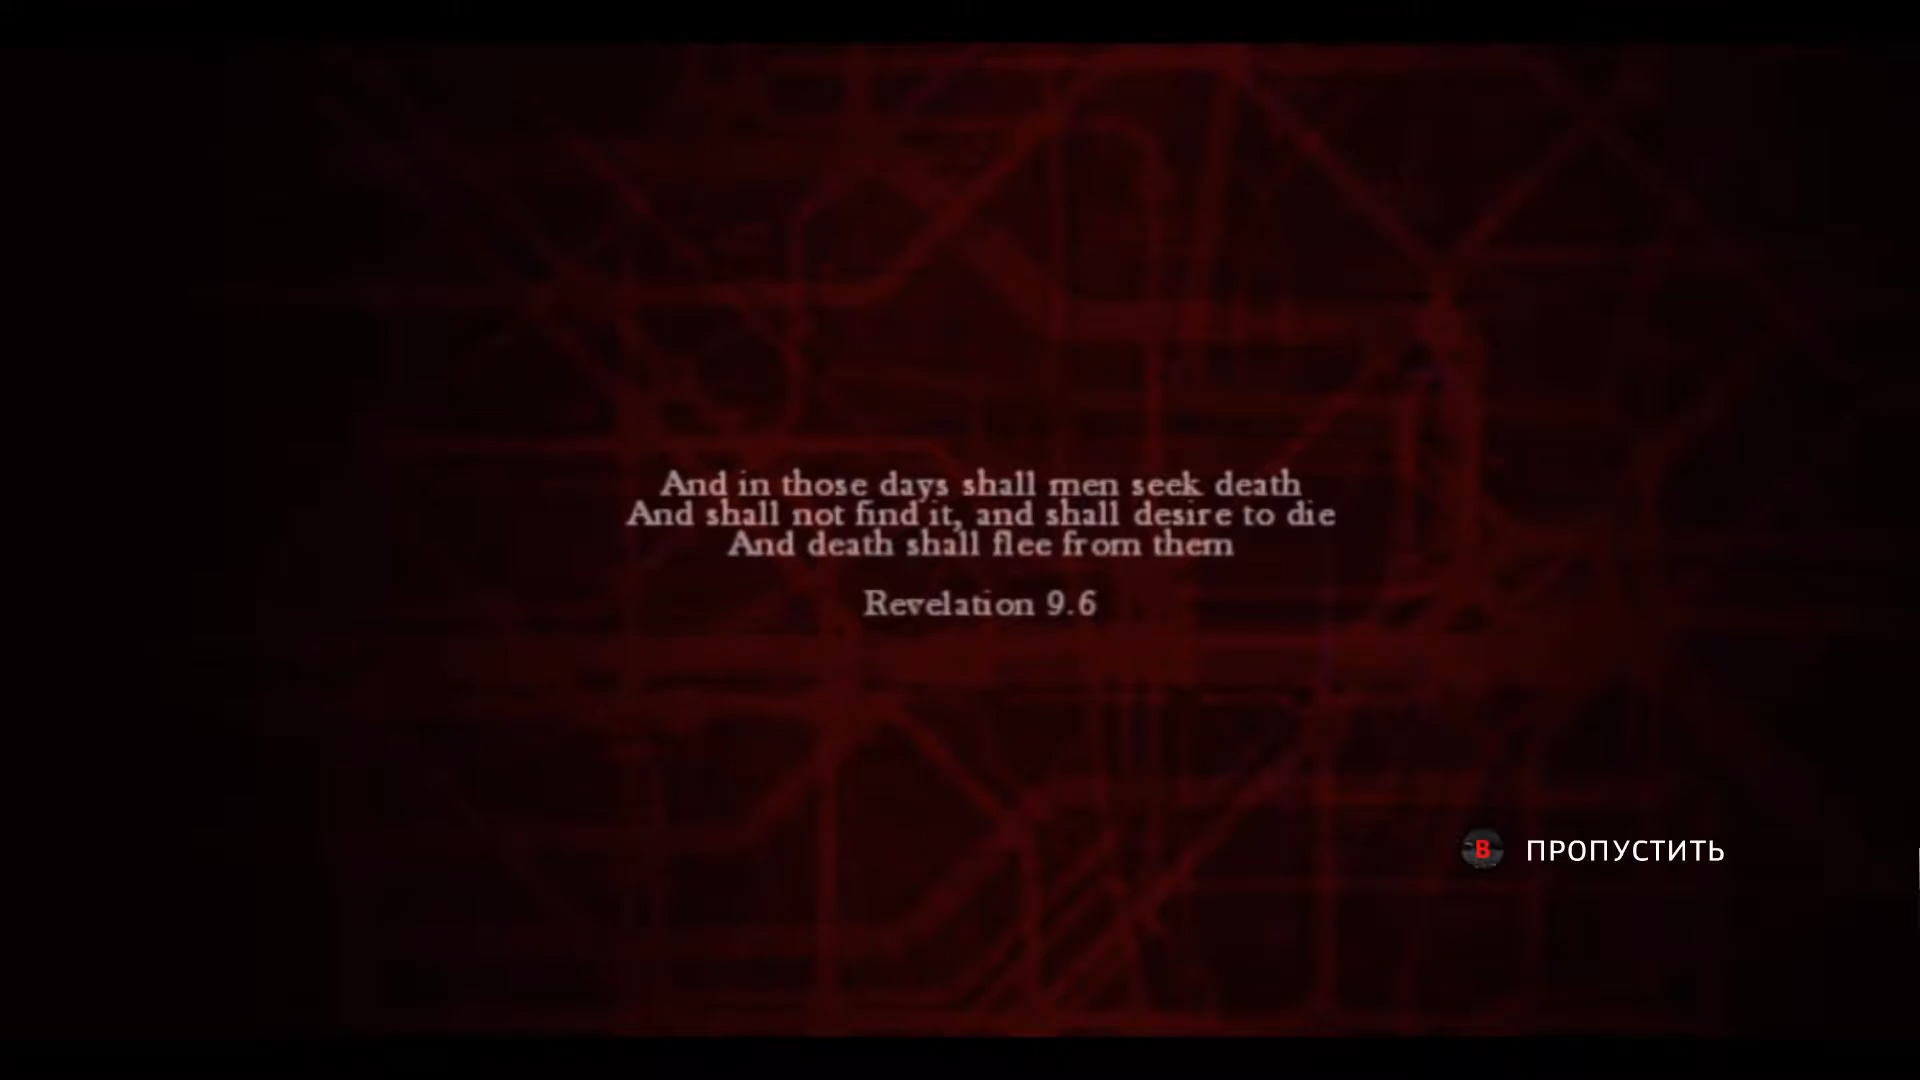 And in those days shall men seek death
And shall not find it, and shall desire to die
And death shall flee from them
Revelation 9.6
B ПРОПУСТИТЬ